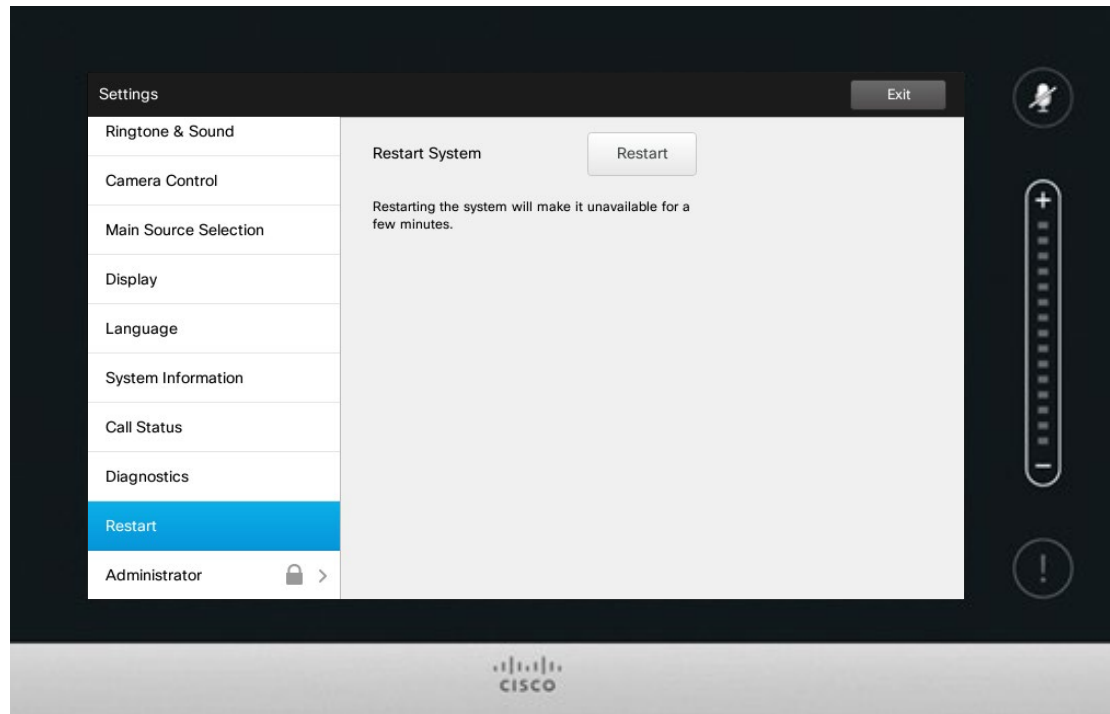 Settings
Exit
Ringtone & Sound
Camera Control
Main Source Selection
Display
Language
System Information
Call Status
Diagnostics
Restart
Administrator
Restart System
Restart
Restarting the system will make it unavailable for a
few minutes.
+
−
!
CISCO